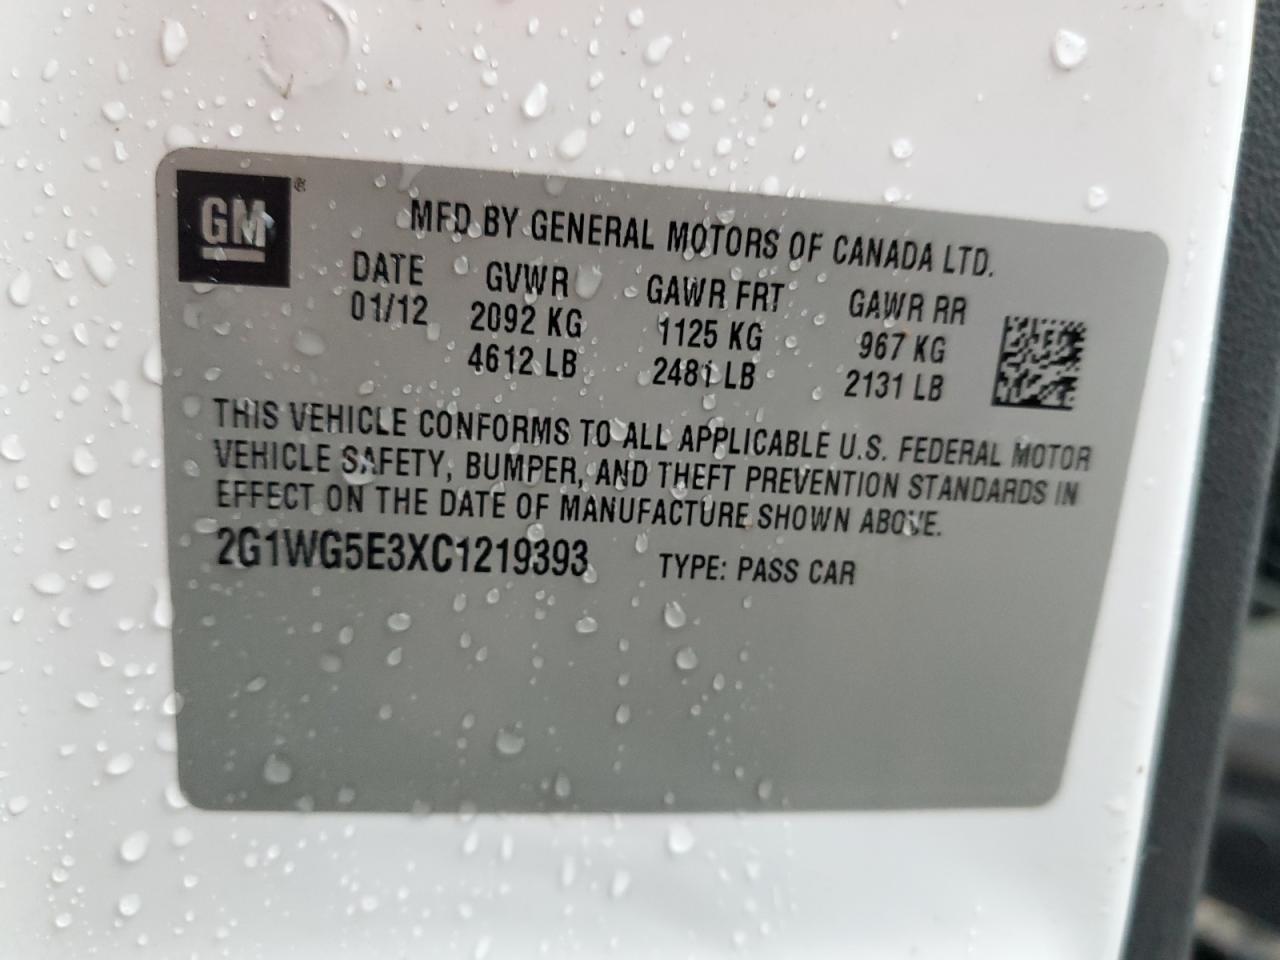 GM®
MFD BY GENERAL MOTORS OF CANADA LTD.
DATE GVWR GAWR FRT GAWR RR
01/12 2092 KG 1125 KG 967 KG
4612 LB 2481 LB 2131 LB
THIS VEHICLE CONFORMS TO ALL APPLICABLE U.S. FEDERAL MOTOR
VEHICLE SAFETY, BUMPER, AND THEFT PREVENTION STANDARDS IN
EFFECT ON THE DATE OF MANUFACTURE SHOWN ABOVE.
2G1WG5E3XC1219393 TYPE: PASS CAR